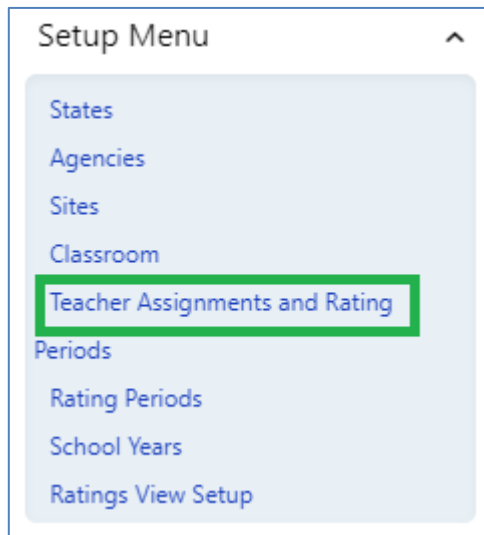 Setup Menu
States
Agencies
Sites
Classroom
Teacher Assignments and Rating
Periods
Rating Periods
School Years
Ratings View Setup